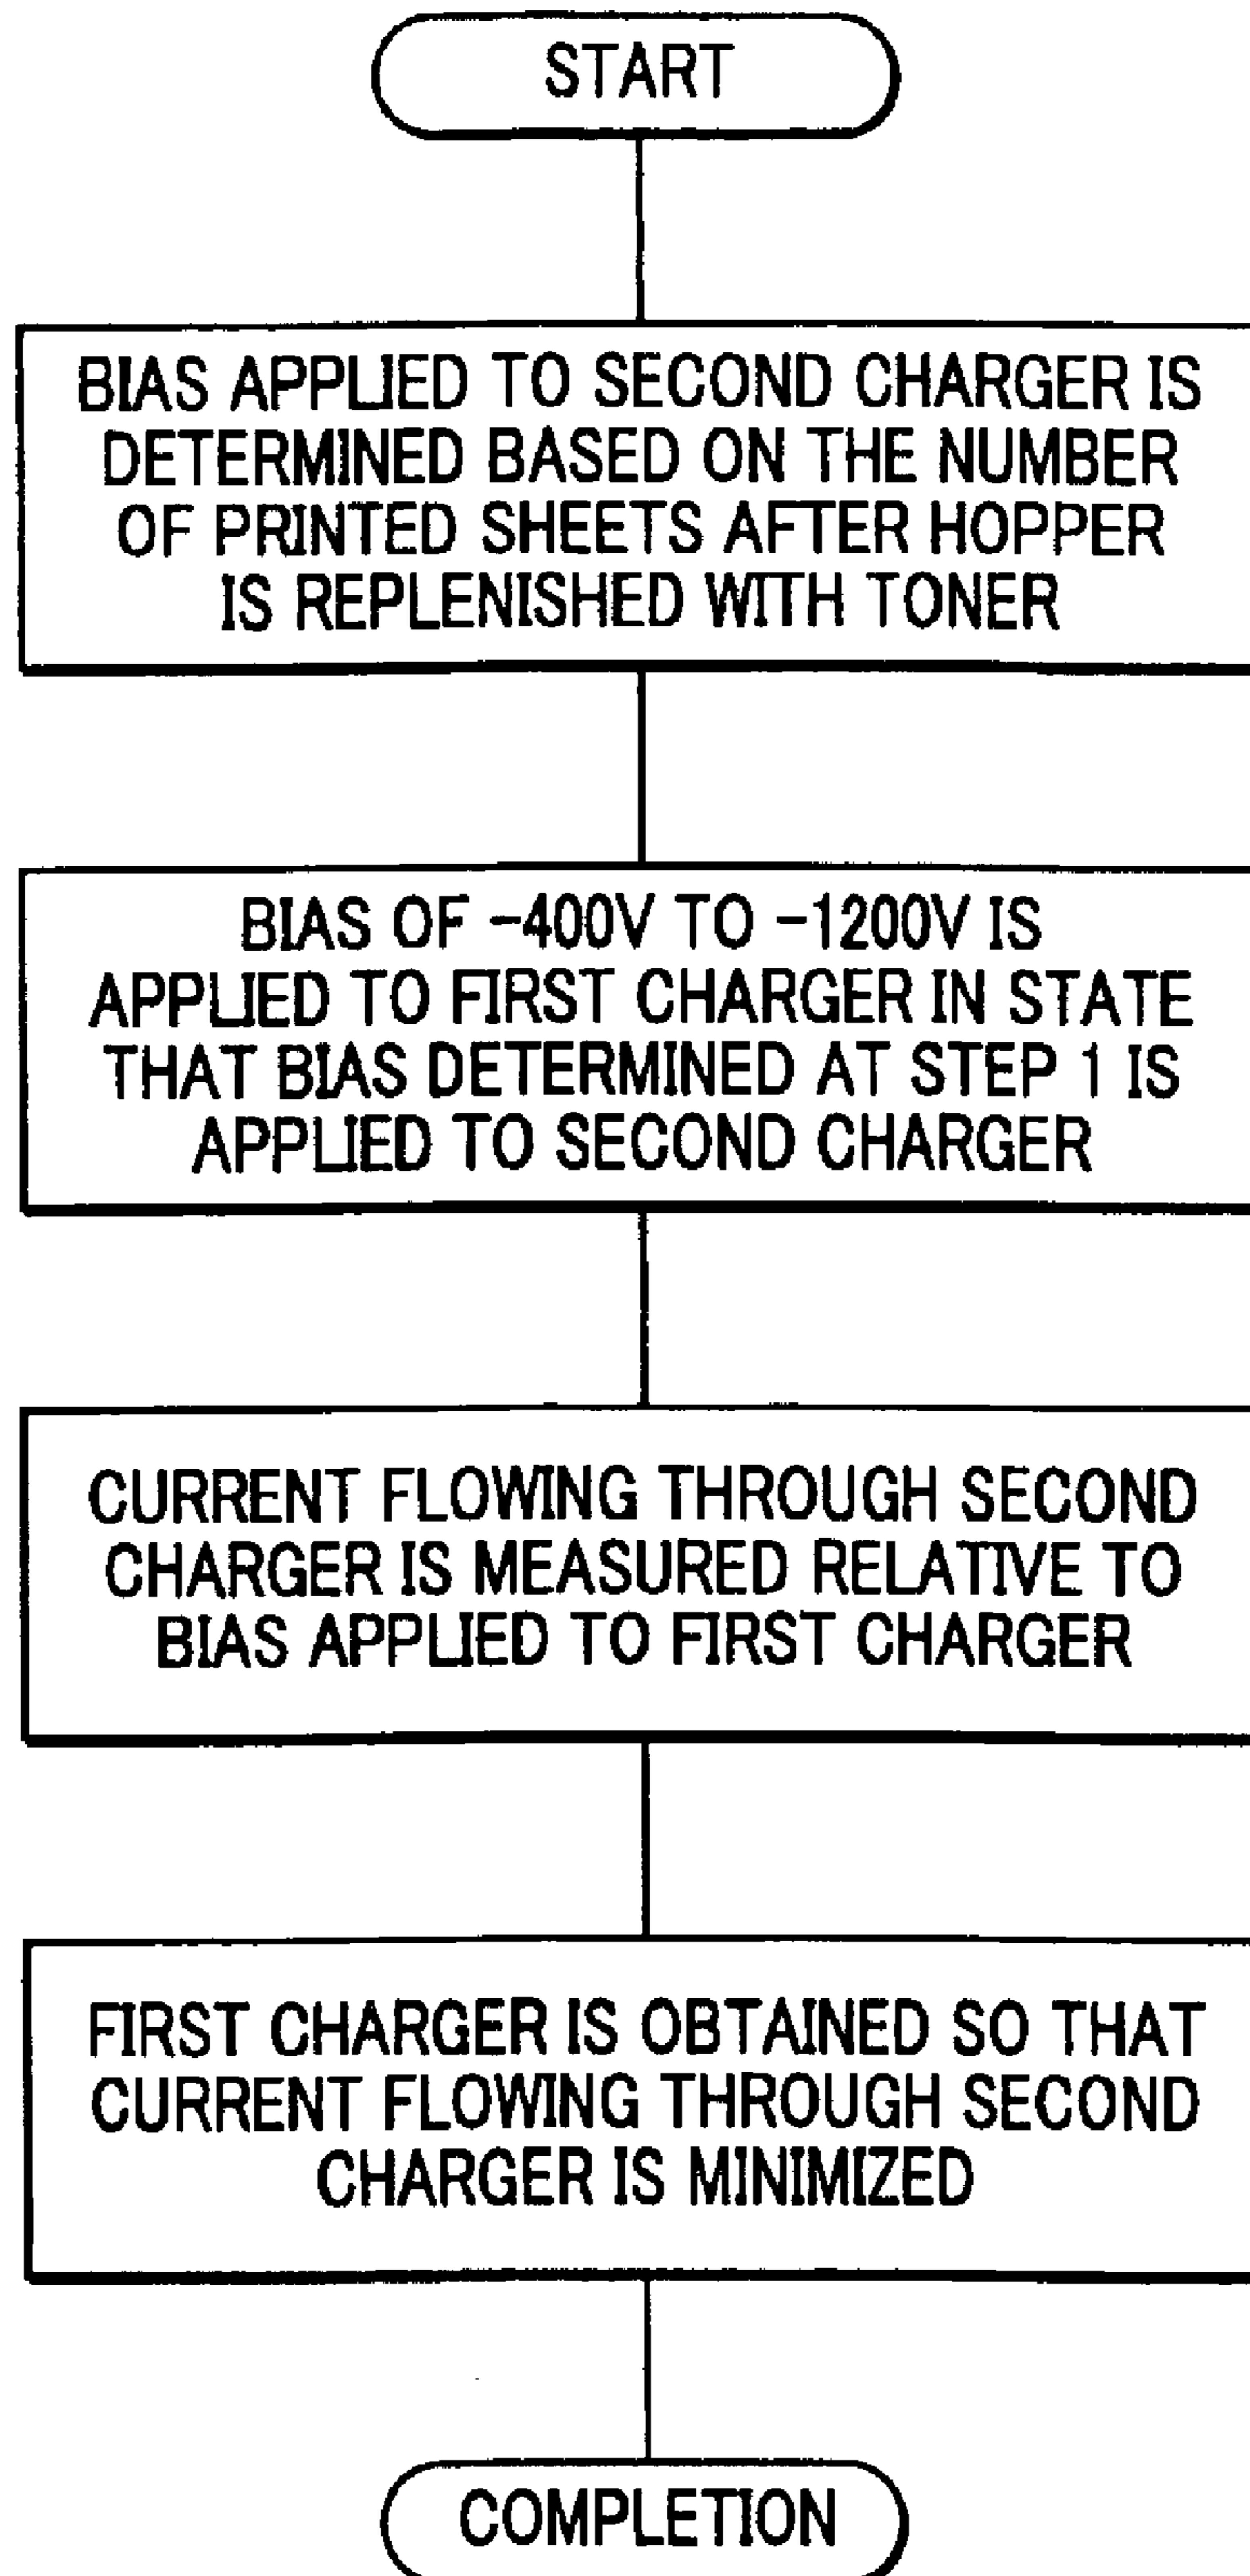 START
BIAS APPLIED TO SECOND CHARGER IS
DETERMINED BASED ON THE NUMBER
OF PRINTED SHEETS AFTER HOPPER
IS REPLENISHED WITH TONER
BIAS OF -400V TO -1200V IS
APPLIED TO FIRST CHARGER IN STATE
THAT BIAS DETERMINED AT STEP 1 IS
APPLIED TO SECOND CHARGER
CURRENT FLOWING THROUGH SECOND
CHARGER IS MEASURED RELATIVE TO
BIAS APPLIED TO FIRST CHARGER
FIRST CHARGER IS OBTAINED SO THAT
CURRENT FLOWING THROUGH SECOND
CHARGER IS MINIMIZED
COMPLETION